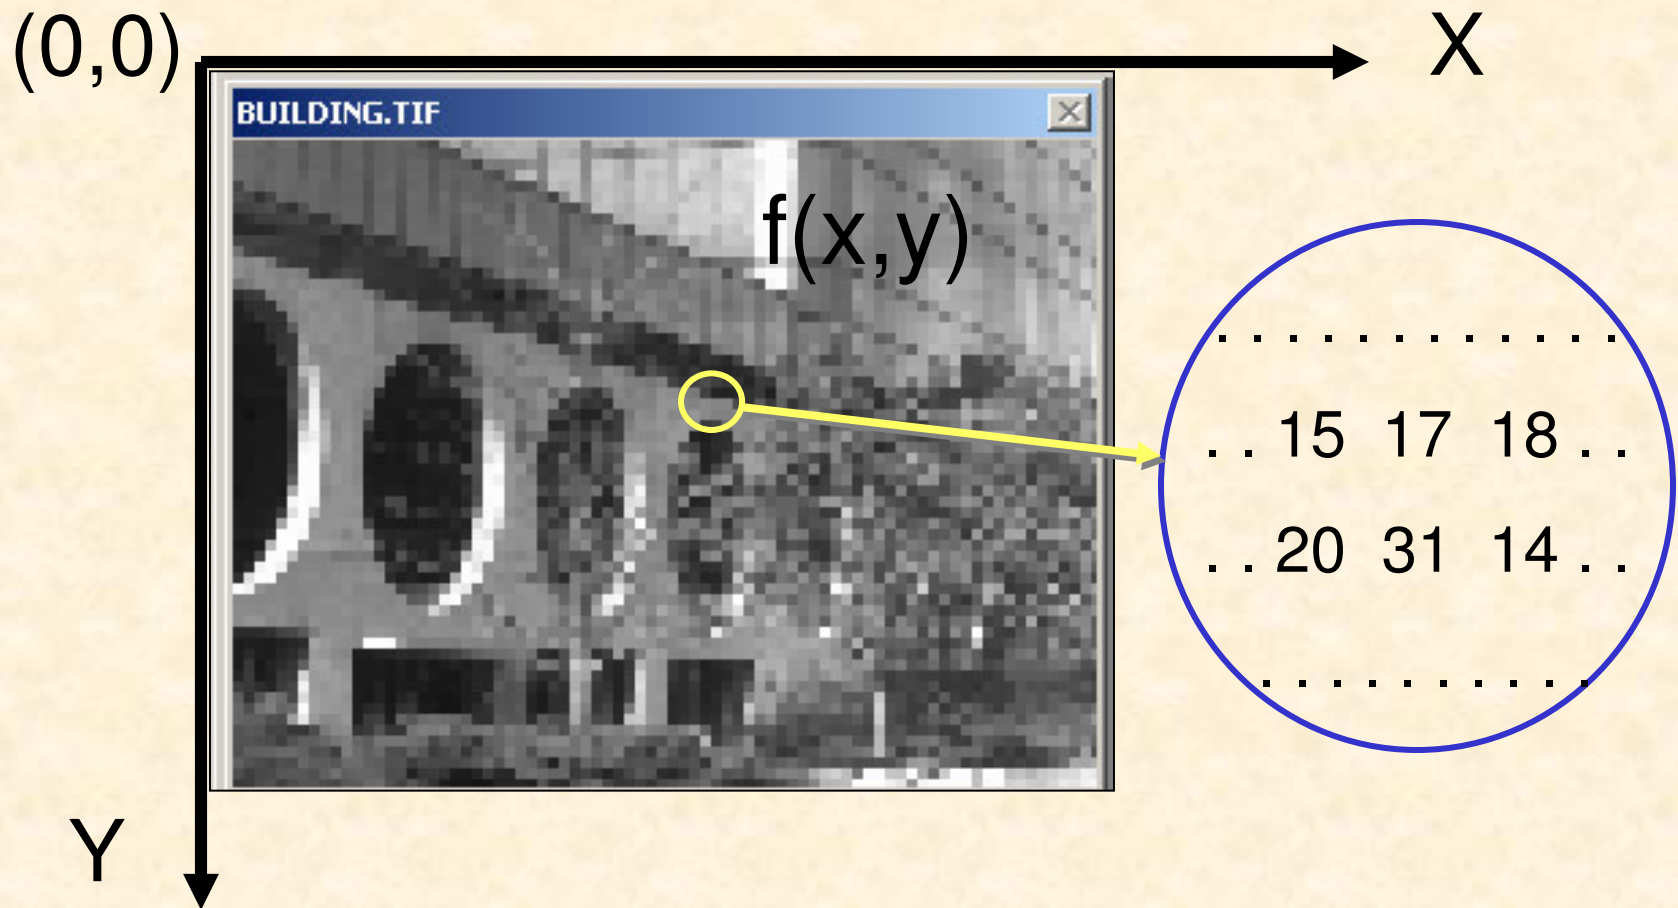 (0,0)
X
BUILDING.TIF
f(x,y)
. . . . . . . . . . . .
. . 15 17 18 . .
. . 20 31 14 . .
. . . . . . . . . .
Y